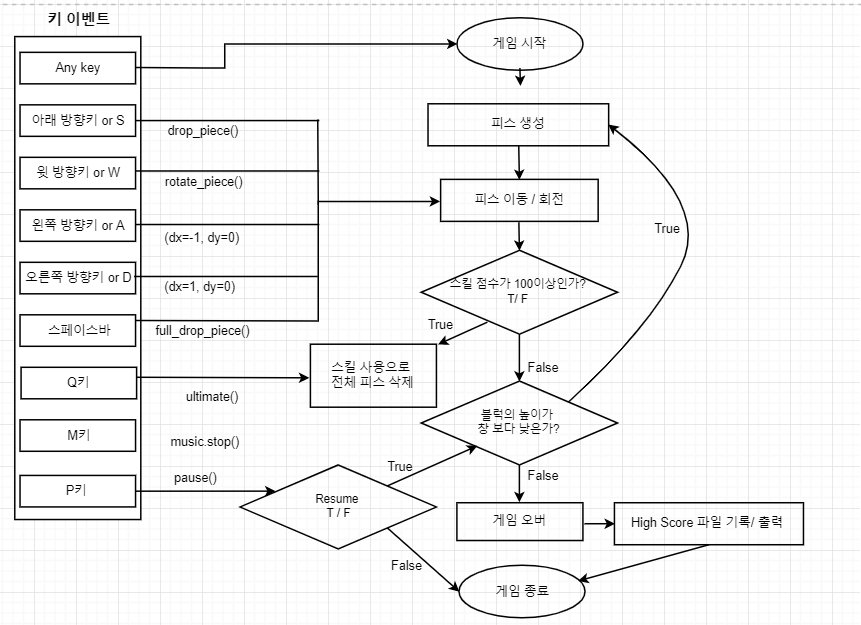 키 이벤트
Any key
아래 방향키 or S
drop_piece()
윗 방향키 or W
rotate_piece()
왼쪽 방향키 or A
(dx=-1, dy=0)
오른쪽 방향키 or D
(dx=1, dy=0)
스페이스바
full_drop_piece()
Q키
ultimate()
M키
music.stop()
P키
pause()
게임 시작
피스 생성
피스 이동 / 회전
스킬 점수가 100이상인가?
T/ F
True
스킬 사용으로
전체 피스 삭제
False
블럭의 높이가
창 보다 낮은가?
True
False
Resume
T / F
True
False
게임 오버
High Score 파일 기록/ 출력
게임 종료